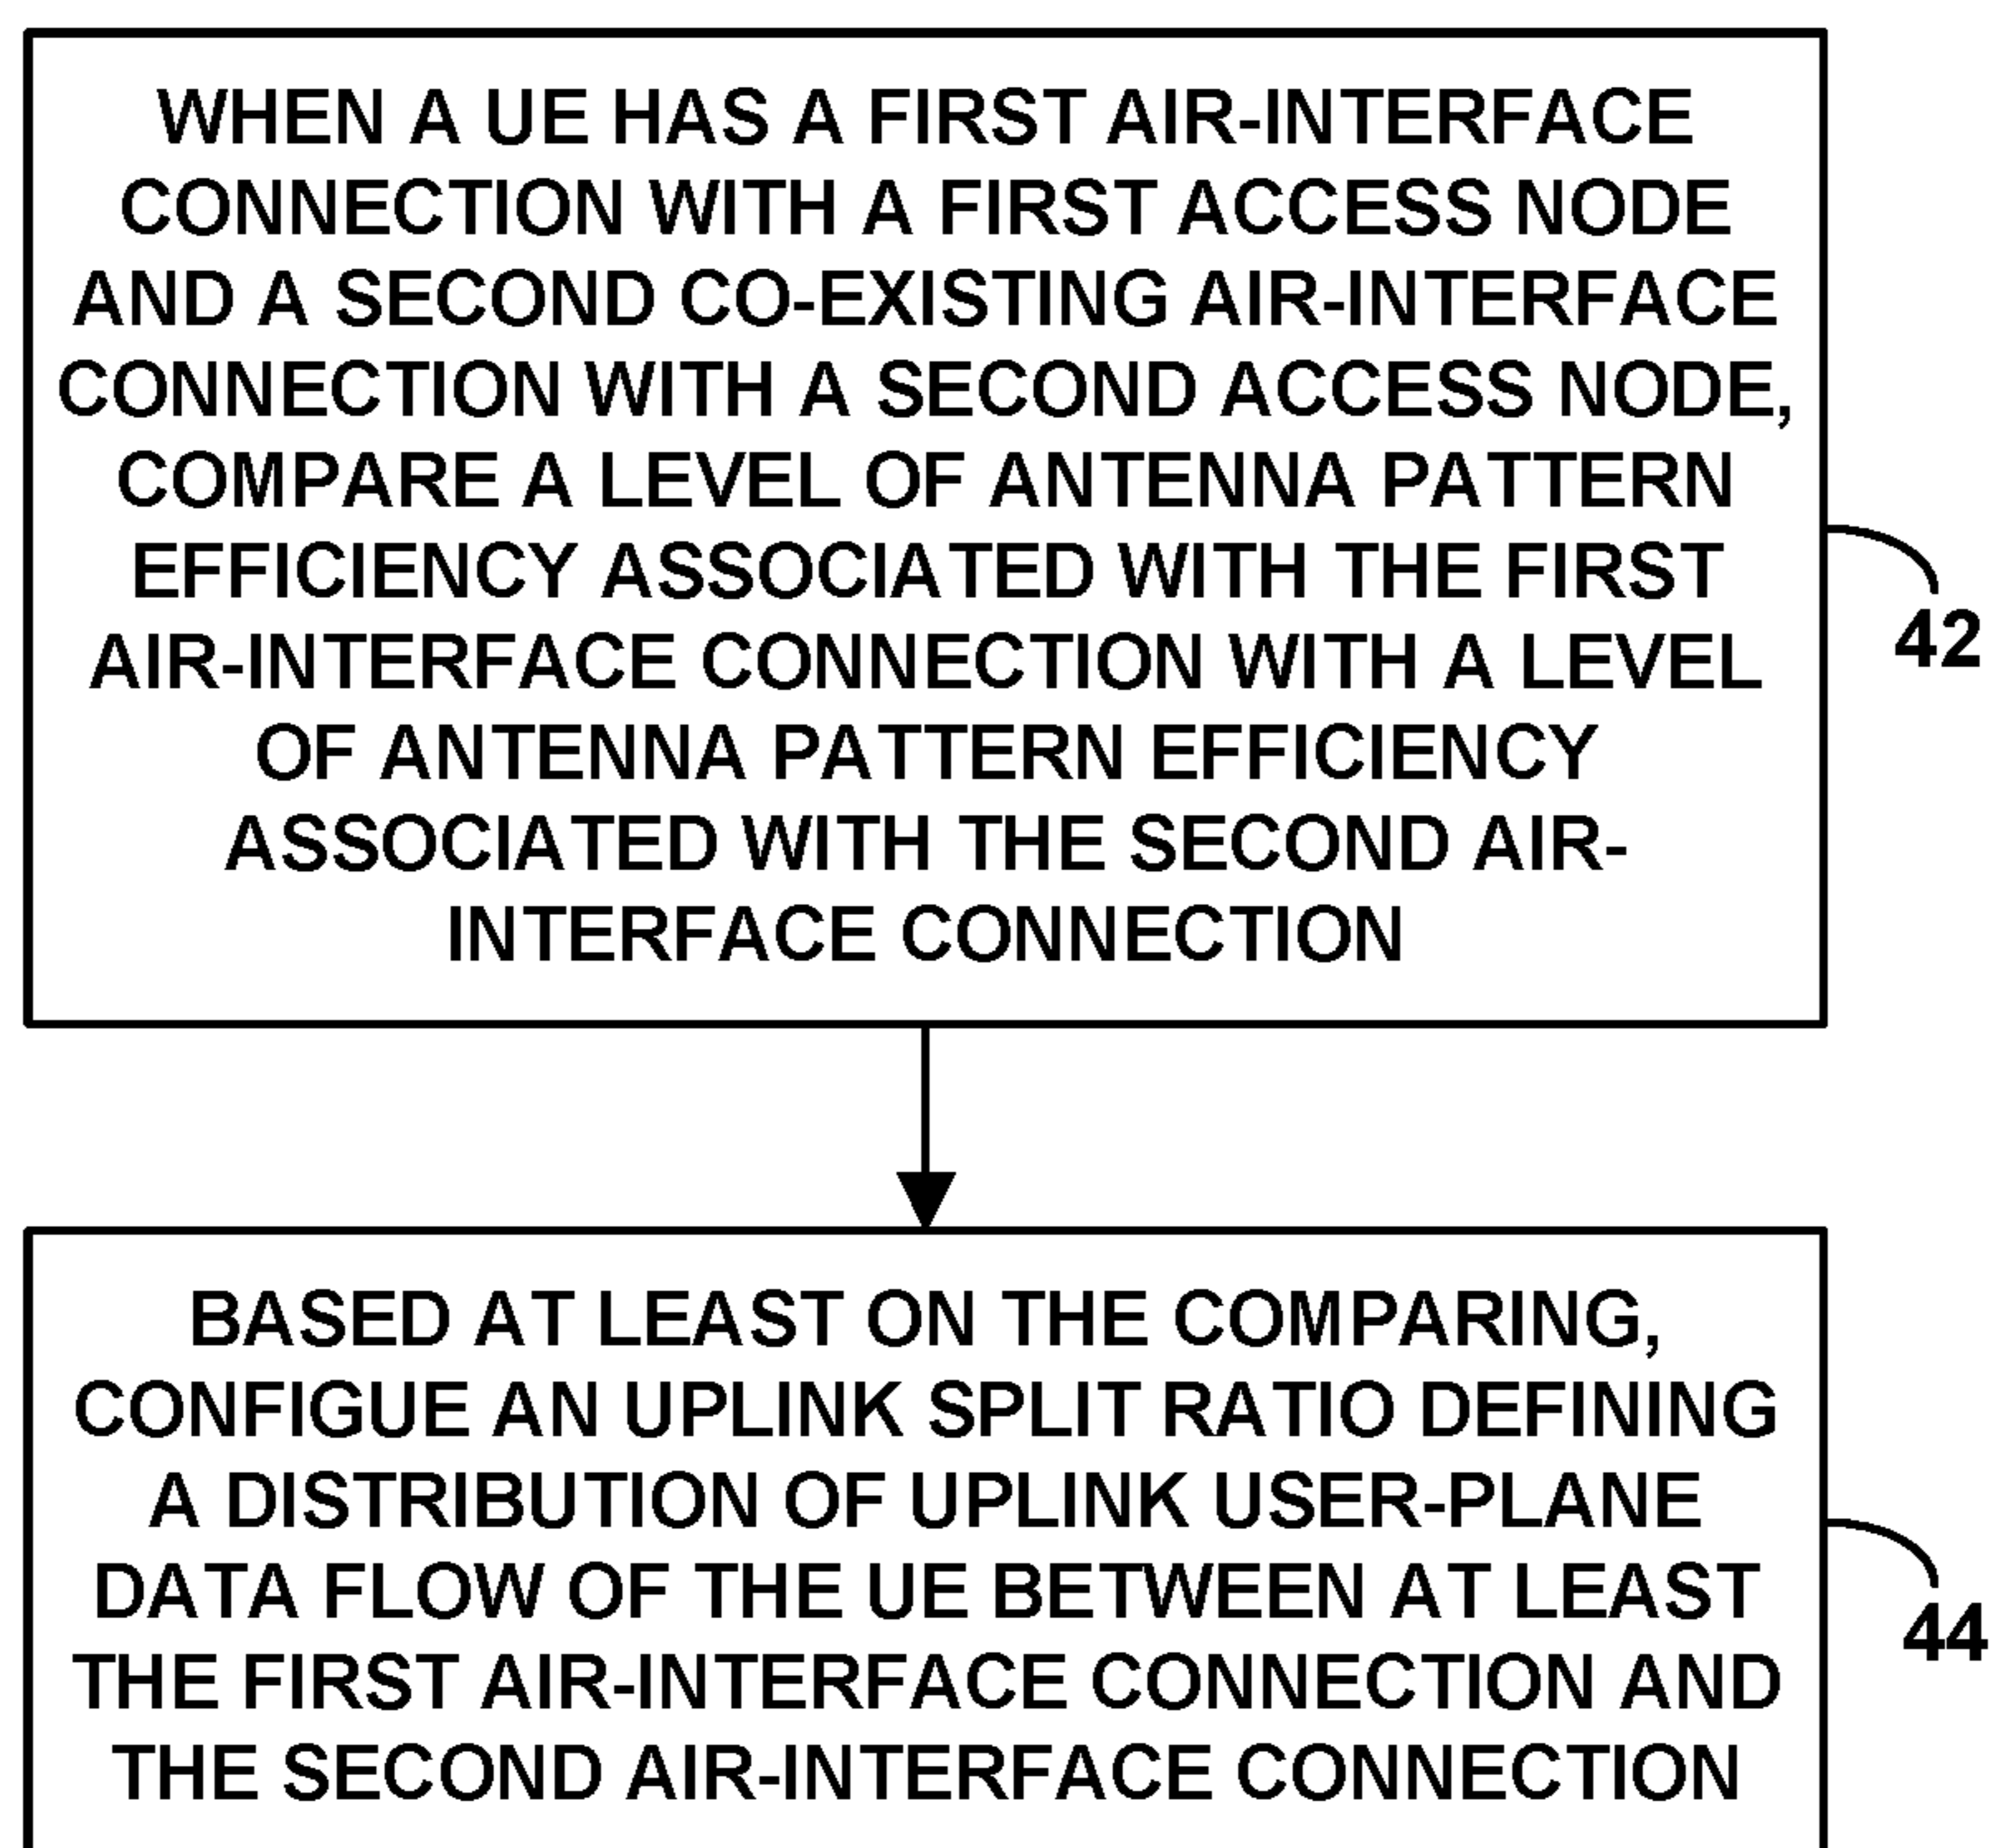 WHEN A UE HAS A FIRST AIR-INTERFACE
CONNECTION WITH A FIRST ACCESS NODE
AND A SECOND CO-EXISTING AIR-INTERFACE
CONNECTION WITH A SECOND ACCESS NODE,
COMPARE A LEVEL OF ANTENNA PATTERN
EFFICIENCY ASSOCIATED WITH THE FIRST
AIR-INTERFACE CONNECTION WITH A LEVEL
OF ANTENNA PATTERN EFFICIENCY
ASSOCIATED WITH THE SECOND AIR-
INTERFACE CONNECTION
42
BASED AT LEAST ON THE COMPARING,
CONFIGUE AN UPLINK SPLIT RATIO DEFINING
A DISTRIBUTION OF UPLINK USER-PLANE
DATA FLOW OF THE UE BETWEEN AT LEAST
THE FIRST AIR-INTERFACE CONNECTION AND
THE SECOND AIR-INTERFACE CONNECTION
44